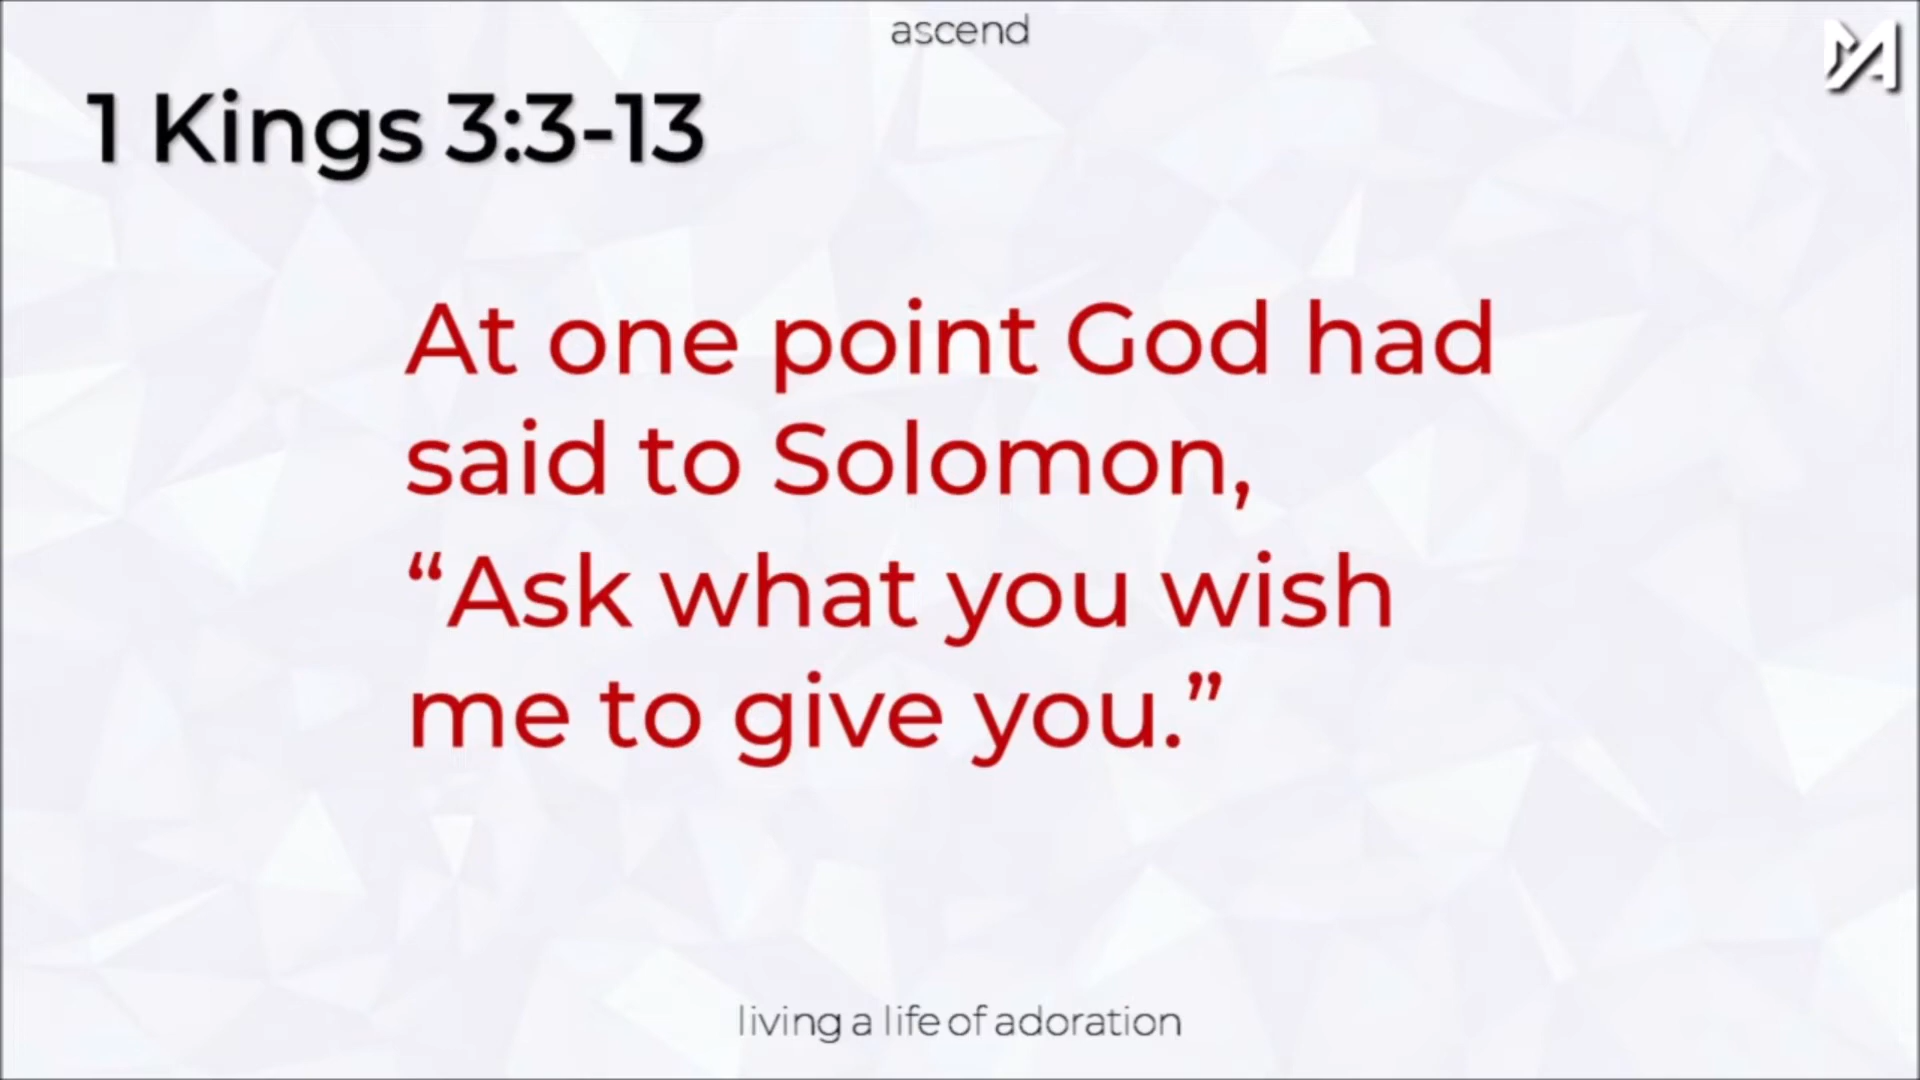 ascend
1 Kings 3:3-13
At one point God had
said to Solomon,
“Ask what you wish
me to give you.”
living a life of adoration